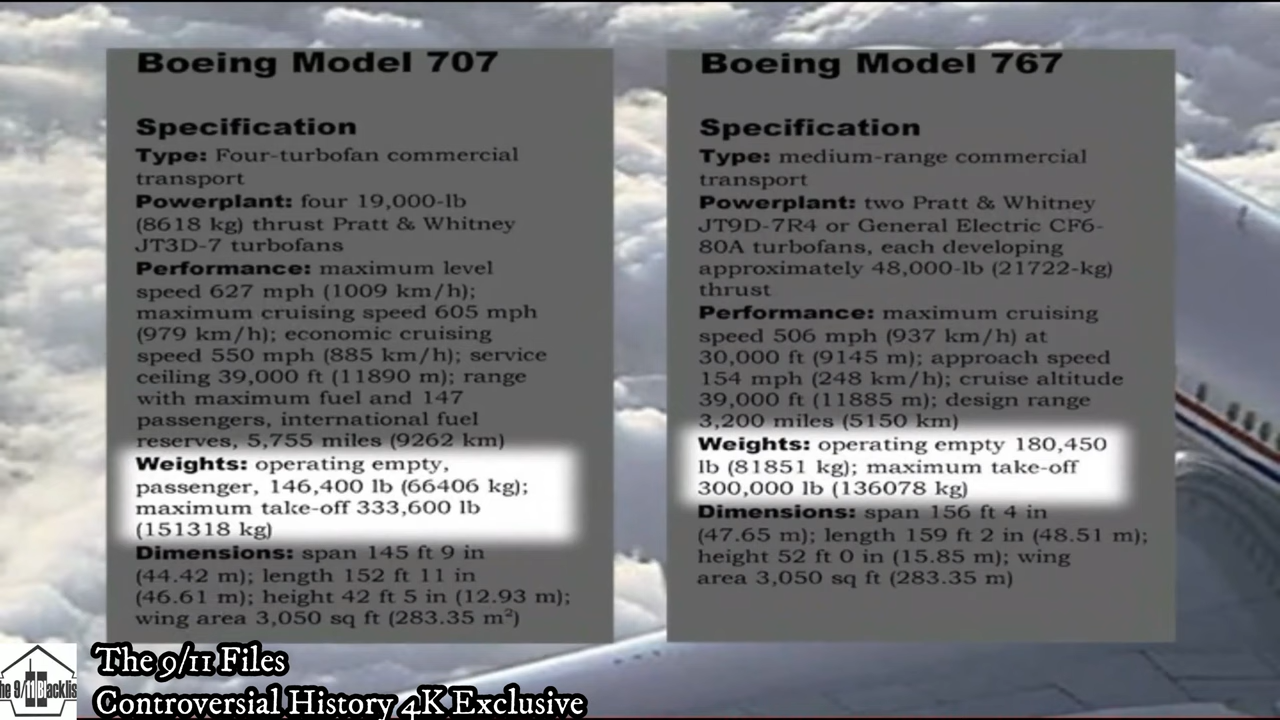 Boeing Model 707
Specification
Type: Four-turbofan commercial
transport
Powerplant: four 19,000-lb
(8618 kg) thrust Pratt & Whitney
JT3D-7 turbofans
Performance: maximum level
speed 627 mph (1009 km/h);
maximum cruising speed 605 mph
(979 km/h); economic cruising
speed 550 mph (885 km/h); service
ceiling 39,000 ft (11890 m); range
with maximum fuel and 147
passengers, international fuel
reserves, 5,755 miles (9262 km)
Weights: operating empty,
passenger, 146,400 lb (66406 kg);
maximum take-off 333,600 lb
(151318 kg)
Dimensions: span 145 ft 9 in
(44.42 m); length 152 ft 11 in
(46.61 m); height 42 ft 5 in (12.93 m);
wing area 3,050 sq ft (283.35 m²)
Boeing Model 767
Specification
Type: medium-range commercial
transport
Powerplant: two Pratt & Whitney
JT9D-7R4 or General Electric CF6-
80A turbofans, each developing
approximately 48,000-lb (21722-kg)
thrust
Performance: maximum cruising
speed 506 mph (937 km/h) at
30,000 ft (9145 m); approach speed
154 mph (248 km/h); cruise altitude
39,000 ft (11885 m); design range
3,200 miles (5150 km)
Weights: operating empty 180,450
lb (81851 kg); maximum take-off
300,000 lb (136078 kg)
Dimensions: span 156 ft 4 in
(47.65 m); length 159 ft 2 in (48.51 m);
height 52 ft 0 in (15.85 m); wing
area 3,050 sq ft (283.35 m)
he 9/11 Blacklis
The 9/11 Files
Controversial History 4K Exclusive